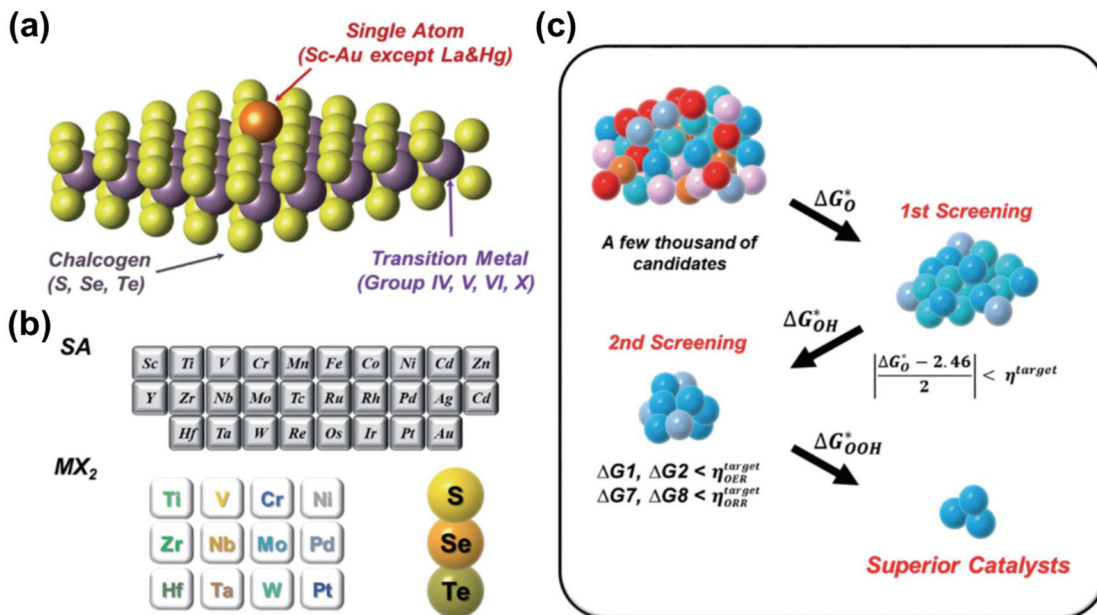 (a)
Single Atom
(Sc-Au except La&Hg)
Chalcogen
(S, Se, Te)
Transition Metal
(Group IV, V, VI, X)
(b)
SA
Sc Ti V Cr Mn Fe Co Ni Cd Zn
Y Zr Nb Mo Tc Ru Rh Pd Ag Cd
Hf Ta W Re Os Ir Pt Au
MX₂
Ti V Cr Ni
Zr Nb Mo Pd
Hf Ta W Pt
S
Se
Te
(c)
A few thousand of
candidates
ΔG*O
1st Screening
|ΔG*O − 2.46 / 2| < η^target
ΔG*OH
2nd Screening
ΔG1, ΔG2 < η^target_OER
ΔG7, ΔG8 < η^target_ORR
ΔG*OOH
Superior Catalysts